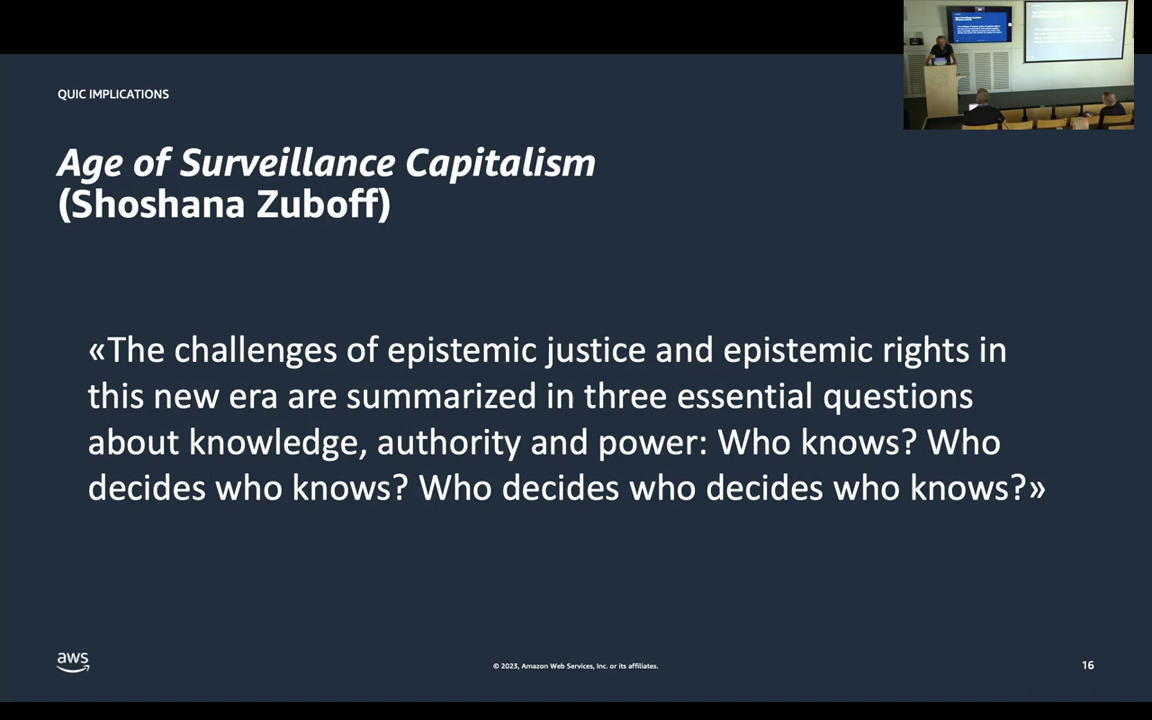 QUIC IMPLICATIONS
Age of Surveillance Capitalism
(Shoshana Zuboff)
«The challenges of epistemic justice and epistemic rights in
this new era are summarized in three essential questions
about knowledge, authority and power: Who knows? Who
decides who knows? Who decides who decides who knows?»
aws
© 2023, Amazon Web Services, Inc. or its affiliates.
16